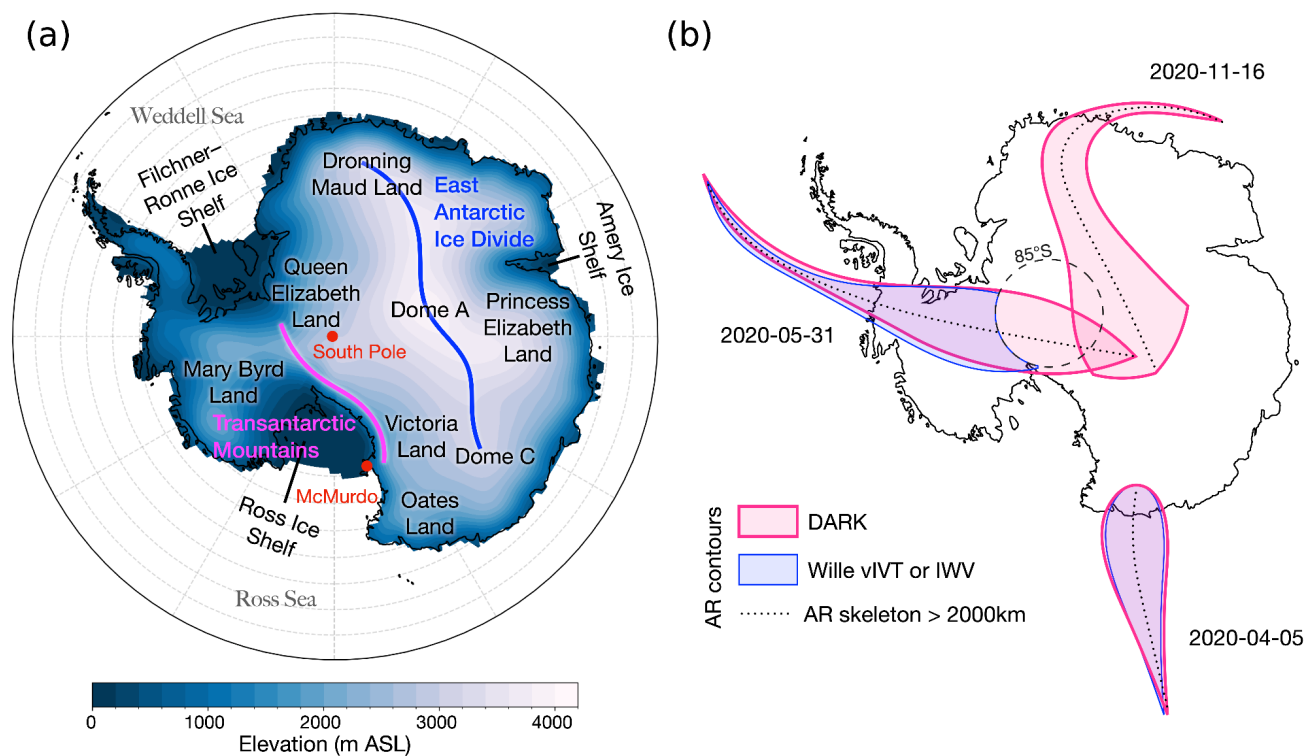 (a)
Weddell Sea
Filchner–
Ronne Ice
Shelf
Dronning
Maud Land
East
Antarctic
Ice Divide
Amery Ice
Shelf
Queen
Elizabeth
Land
Dome A
Princess
Elizabeth
Land
South Pole
Mary Byrd
Land
Transantarctic
Mountains
Victoria
Land
Dome C
McMurdo
Oates
Land
Ross Ice
Shelf
Ross Sea
0 1000 2000 3000 4000
Elevation (m ASL)
(b)
2020-11-16
85°S
2020-05-31
AR contours
DARK
Wille vIVT or IWV
AR skeleton > 2000km
2020-04-05